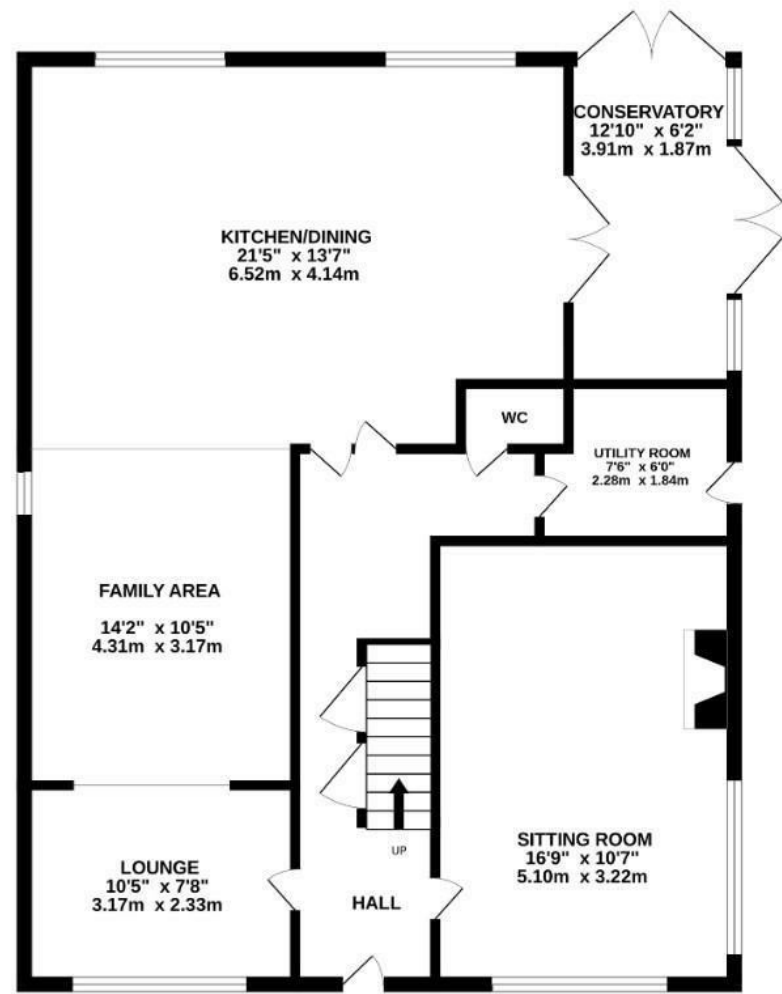 CONSERVATORY
12'10" x 6'2"
3.91m x 1.87m
KITCHEN/DINING
21'5" x 13'7"
6.52m x 4.14m
WC
UTILITY ROOM
7'6" x 6'0"
2.28m x 1.84m
FAMILY AREA
14'2" x 10'5"
4.31m x 3.17m
SITTING ROOM
16'9" x 10'7"
5.10m x 3.22m
UP
LOUNGE
10'5" x 7'8"
3.17m x 2.33m
HALL